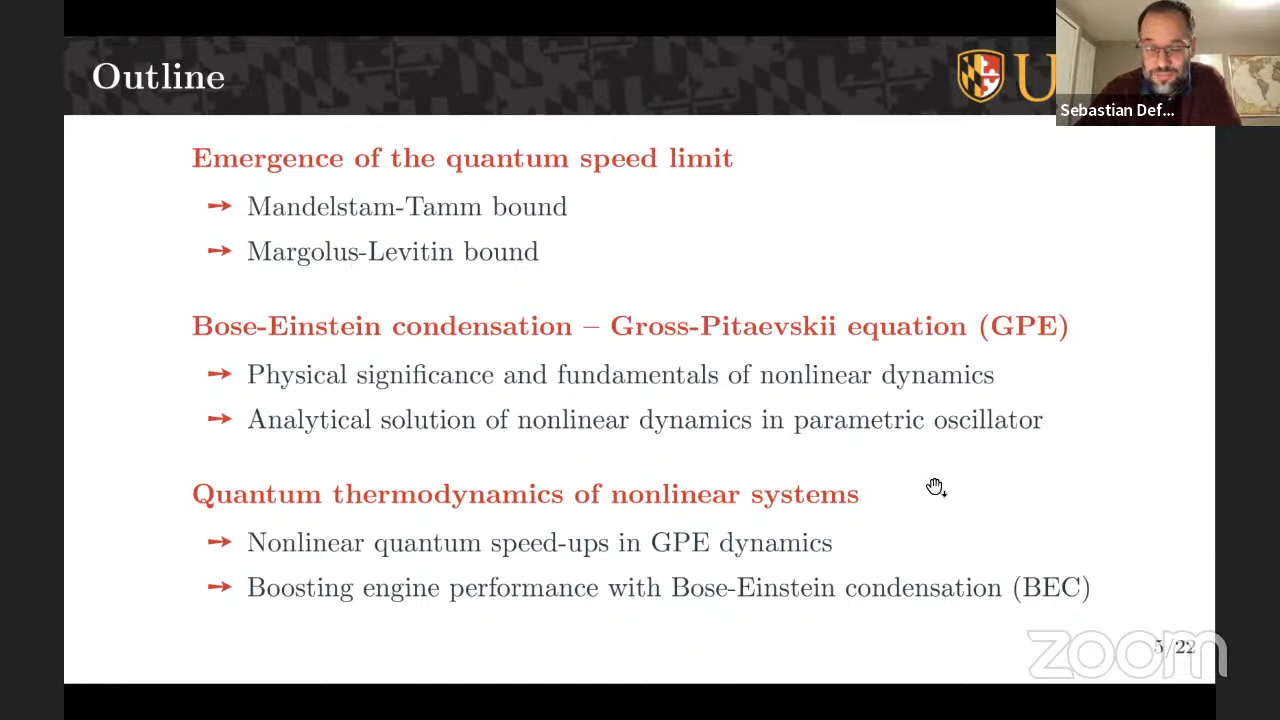 Outline
U
Sebastian Def...
Emergence of the quantum speed limit
Mandelstam-Tamm bound
Margolus-Levitin bound
Bose-Einstein condensation – Gross-Pitaevskii equation (GPE)
Physical significance and fundamentals of nonlinear dynamics
Analytical solution of nonlinear dynamics in parametric oscillator
Quantum thermodynamics of nonlinear systems
Nonlinear quantum speed-ups in GPE dynamics
Boosting engine performance with Bose-Einstein condensation (BEC)
5/22
zoom